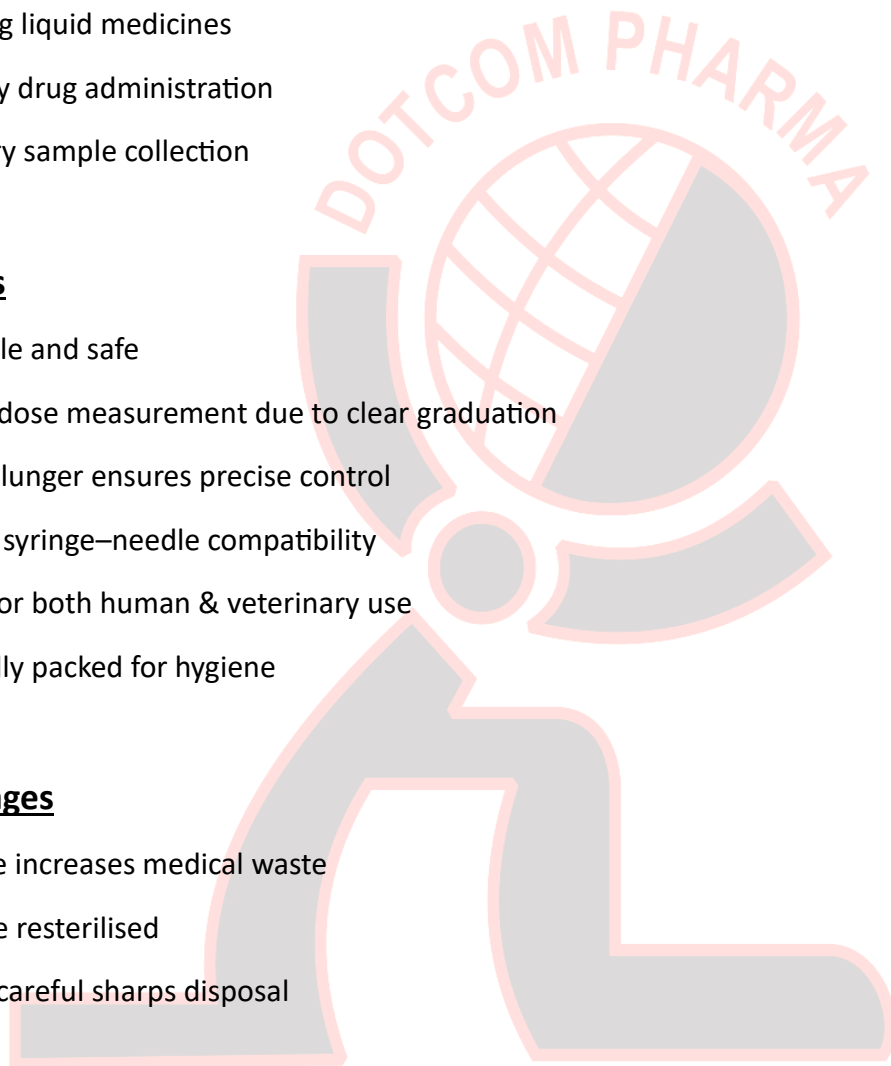 DOTCOM PHARMA
g liquid medicines
y drug administration
ry sample collection
s
le and safe
dose measurement due to clear graduation
lunger ensures precise control
syringe–needle compatibility
or both human & veterinary use
lly packed for hygiene
ges
e increases medical waste
e resterilised
careful sharps disposal